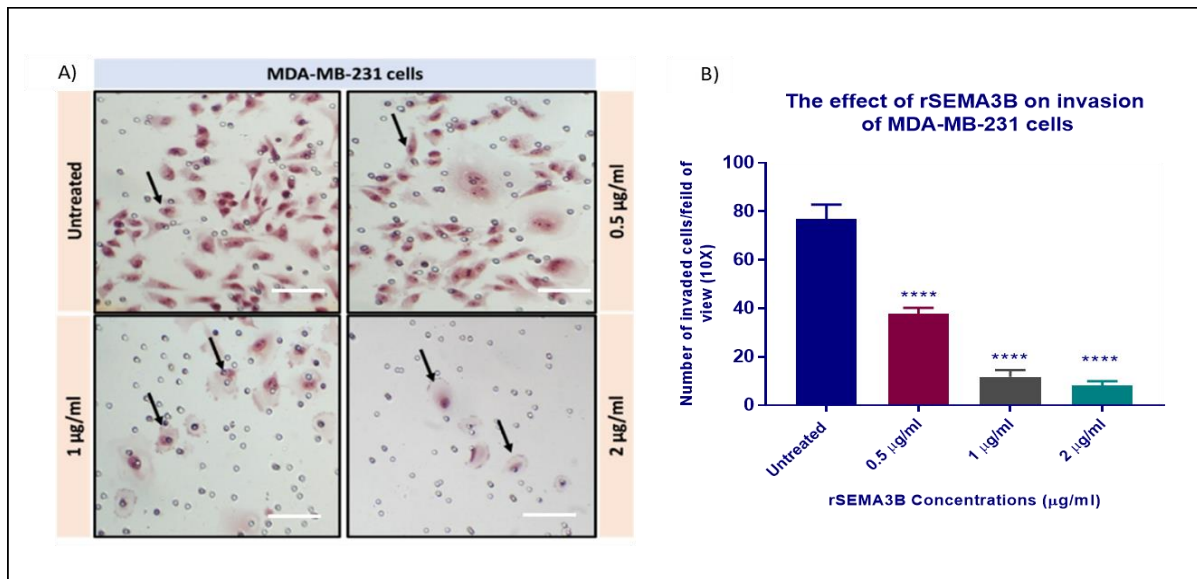 A)
MDA-MB-231 cells
Untreated
0.5 µg/ml
1 µg/ml
2 µg/ml
B)
The effect of rSEMA3B on invasion
of MDA-MB-231 cells
Number of invaded cells/feild of
view (10X)
100
80
60
40
20
0
****
****
****
Untreated
0.5 µg/ml
1 µg/ml
2 µg/ml
rSEMA3B Concentrations (µg/ml)